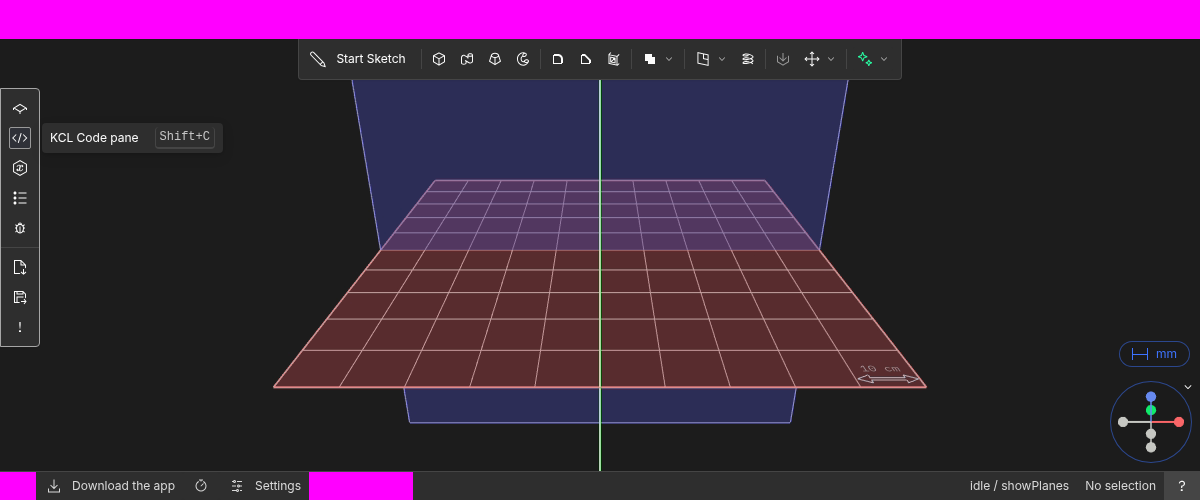 Start Sketch
KCL Code pane Shift+C
10 cm
mm
Download the app
Settings
idle / showPlanes
No selection
?